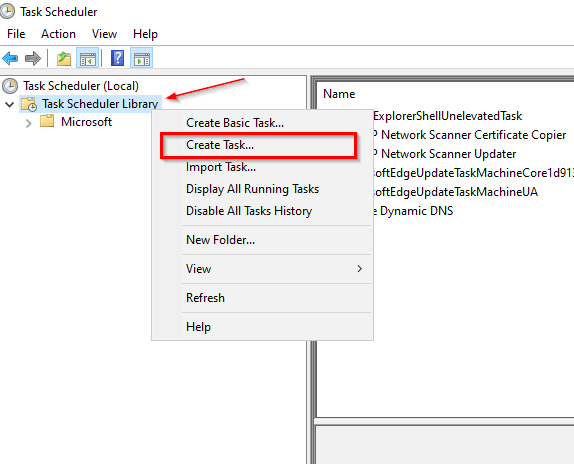 Task Scheduler
File Action View Help
Task Scheduler (Local)
Task Scheduler Library
Microsoft
Create Basic Task...
Create Task...
Import Task...
Display All Running Tasks
Disable All Tasks History
New Folder...
View
Refresh
Help
Name
ExplorerShellUnelevatedTask
P Network Scanner Certificate Copier
P Network Scanner Updater
softEdgeUpdateTaskMachineCore1d913
softEdgeUpdateTaskMachineUA
e Dynamic DNS